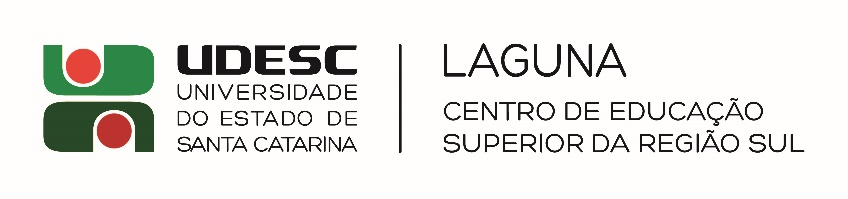 UDESC
UNIVERSIDADE
DO ESTADO DE
SANTA CATARINA
LAGUNA
CENTRO DE EDUCAÇÃO
SUPERIOR DA REGIÃO SUL